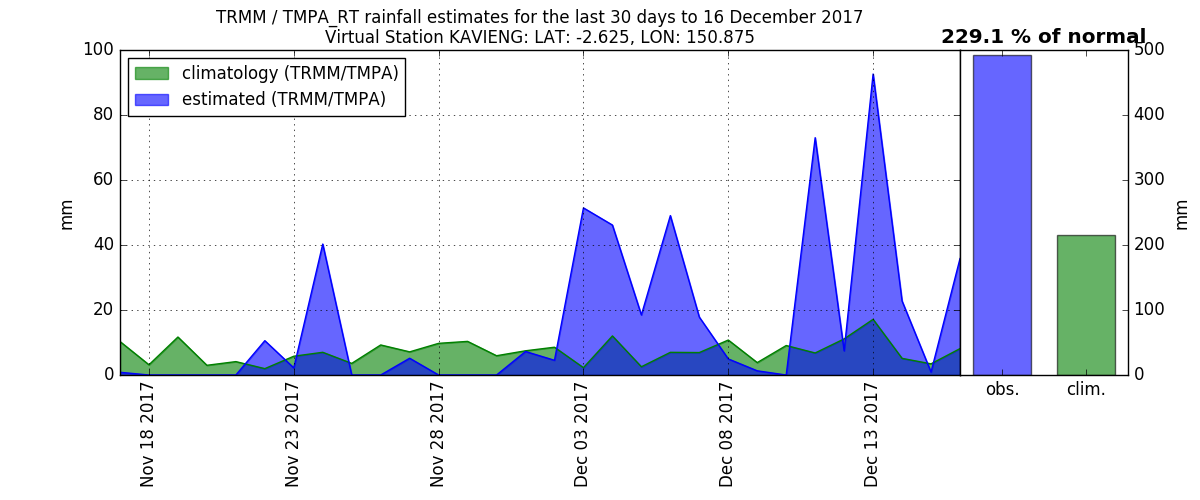 TRMM / TMPA_RT rainfall estimates for the last 30 days to 16 December 2017
Virtual Station KAVIENG: LAT: -2.625, LON: 150.875
229.1 % of normal
climatology (TRMM/TMPA)
estimated (TRMM/TMPA)
100
80
60
40
20
0
mm
Nov 18 2017
Nov 23 2017
Nov 28 2017
Dec 03 2017
Dec 08 2017
Dec 13 2017
obs.
clim.
500
400
300
200
100
0
mm